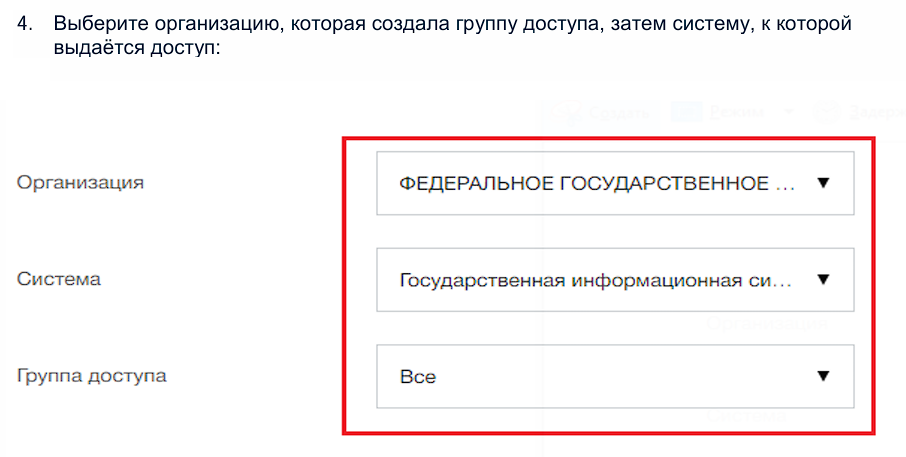 4. Выберите организацию, которая создала группу доступа, затем систему, к которой
выдаётся доступ:
Организация ФЕДЕРАЛЬНОЕ ГОСУДАРСТВЕННОЕ ...
Система Государственная информационная си...
Группа доступа Все